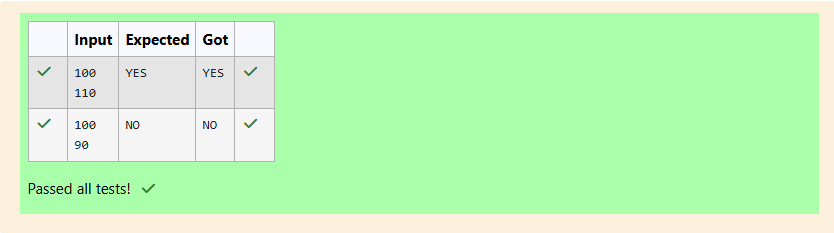 Input Expected Got
100 YES YES
110
100 NO NO
90
Passed all tests!